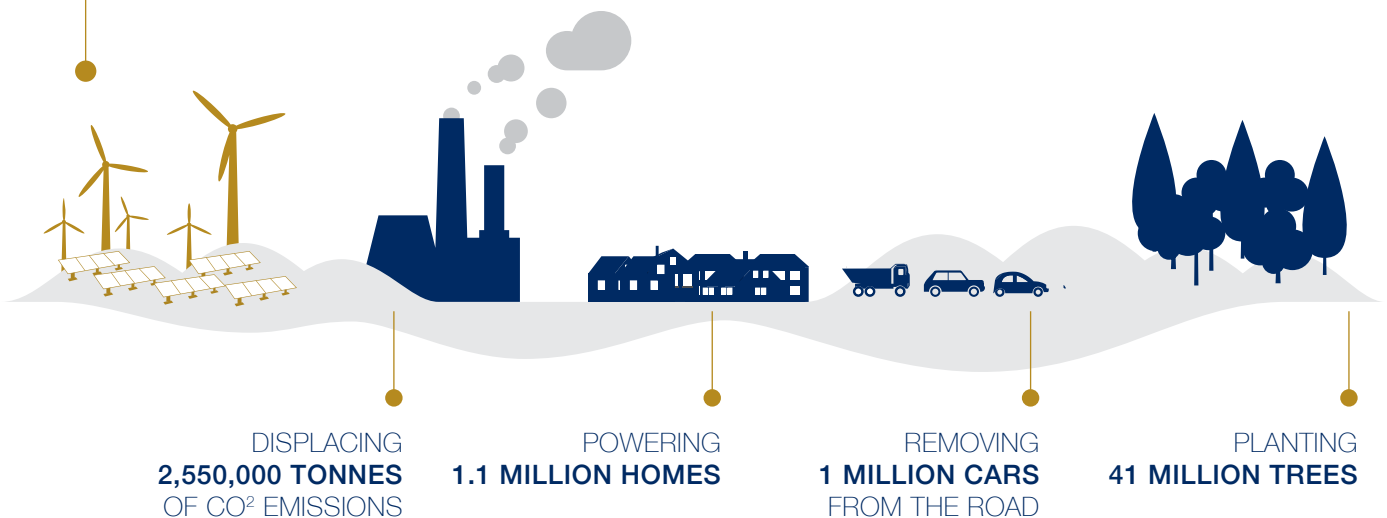 DISPLACING
2,550,000 TONNES
OF CO² EMISSIONS
POWERING
1.1 MILLION HOMES
REMOVING
1 MILLION CARS
FROM THE ROAD
PLANTING
41 MILLION TREES